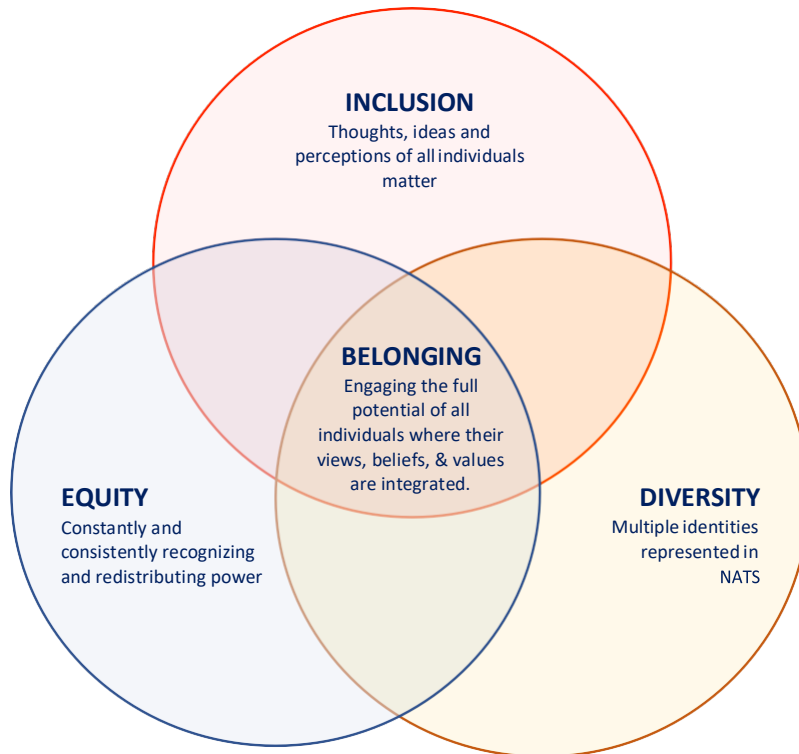 INCLUSION
Thoughts, ideas and
perceptions of all individuals
matter
BELONGING
Engaging the full
potential of all
individuals where their
views, beliefs, & values
are integrated.
EQUITY
Constantly and
consistently recognizing
and redistributing power
DIVERSITY
Multiple identities
represented in
NATS